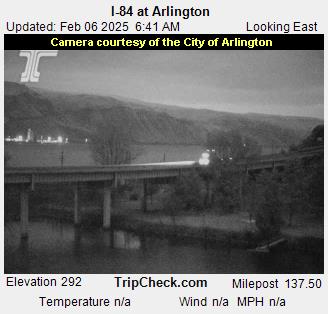 I-84 at Arlington
Updated: Feb 06 2025 6:41 AM Looking East
Camera courtesy of the City of Arlington
Elevation 292 TripCheck.com Milepost 137.50
Temperature n/a Wind n/a MPH n/a